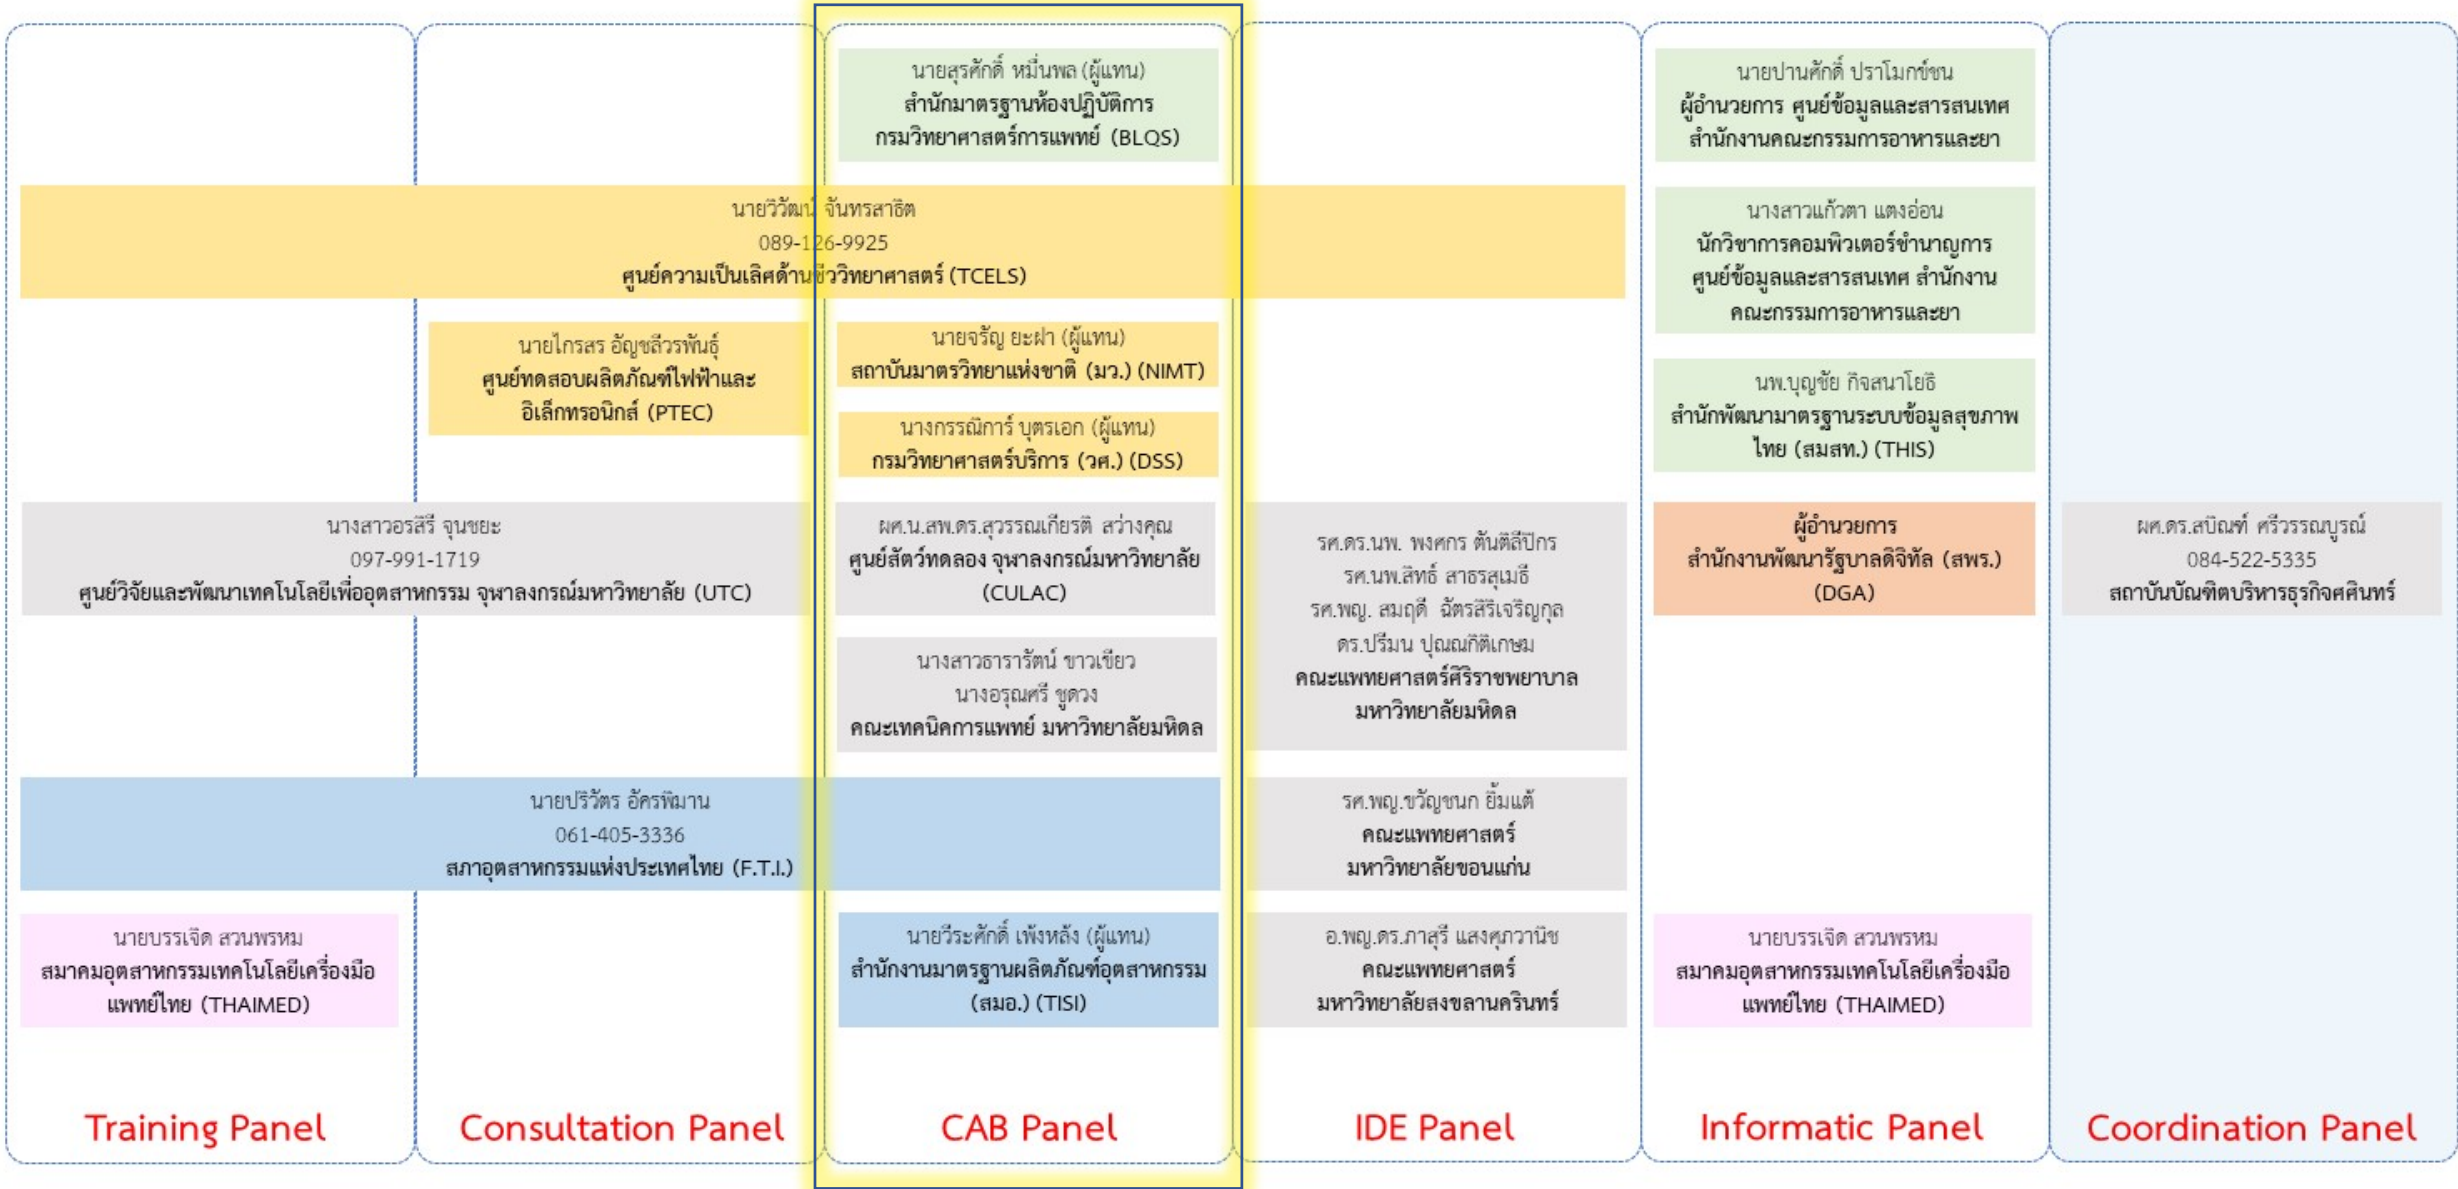 นายสุรศักดิ์ หมื่นพล (ผู้แทน)
สำนักมาตรฐานห้องปฏิบัติการ
กรมวิทยาศาสตร์การแพทย์ (BLQS)
นายปานศักดิ์ ปราโมกข์ชน
ผู้อำนวยการ ศูนย์ข้อมูลและสารสนเทศ
สำนักงานคณะกรรมการอาหารและยา
นายวิวัฒน์ จันทรสาธิต
089-126-9925
ศูนย์ความเป็นเลิศด้านชีววิทยาศาสตร์ (TCELS)
นางสาวแก้วตา แตงอ่อน
นักวิชาการคอมพิวเตอร์ชำนาญการ
ศูนย์ข้อมูลและสารสนเทศ สำนักงาน
คณะกรรมการอาหารและยา
นายไกรสร อัญชลีวรพันธุ์
ศูนย์ทดสอบผลิตภัณฑ์ไฟฟ้าและ
อิเล็กทรอนิกส์ (PTEC)
นายจรัญ ยะฝา (ผู้แทน)
สถาบันมาตรวิทยาแห่งชาติ (มว.) (NIMT)
นางกรรณิการ์ บุตรเอก (ผู้แทน)
กรมวิทยาศาสตร์บริการ (วศ.) (DSS)
นพ.บุญชัย กิจสนาโยธิ
สำนักพัฒนามาตรฐานระบบข้อมูลสุขภาพ
ไทย (สมสท.) (THIS)
นางสาวอรสิรี จุนชยะ
097-991-1719
ศูนย์วิจัยและพัฒนาเทคโนโลยีเพื่ออุตสาหกรรม จุฬาลงกรณ์มหาวิทยาลัย (UTC)
ผศ.น.สพ.ดร.สุวรรณเกียรติ สว่างคุณ
ศูนย์สัตว์ทดลอง จุฬาลงกรณ์มหาวิทยาลัย
(CULAC)
นางสาวธารารัตน์ ขาวเขียว
นางอรุณศรี ชูดวง
คณะเทคนิคการแพทย์ มหาวิทยาลัยมหิดล
รศ.ดร.นพ. พงศกร ตันติลีปิกร
รศ.นพ.สิทธิ์ สาธรสุเมธี
รศ.พญ. สมฤดี ฉัตรสิริเจริญกุล
ดร.ปรีมน ปุณณกิติเกษม
คณะแพทยศาสตร์ศิริราชพยาบาล
มหาวิทยาลัยมหิดล
ผู้อำนวยการ
สำนักงานพัฒนารัฐบาลดิจิทัล (สพร.)
(DGA)
ผศ.ดร.สบิณฑ์ ศรีวรรณบูรณ์
084-522-5335
สถาบันบัณฑิตบริหารธุรกิจศศินทร์
นายปริวัตร อัครพิมาน
061-405-3336
สภาอุตสาหกรรมแห่งประเทศไทย (F.T.I.)
รศ.พญ.ขวัญชนก ยิ้มแต้
คณะแพทยศาสตร์
มหาวิทยาลัยขอนแก่น
นายบรรเจิด สวนพรหม
สมาคมอุตสาหกรรมเทคโนโลยีเครื่องมือ
แพทย์ไทย (THAIMED)
นายวีระศักดิ์ เพ้งหลัง (ผู้แทน)
สำนักงานมาตรฐานผลิตภัณฑ์อุตสาหกรรม
(สมอ.) (TISI)
อ.พญ.ดร.ภาสุรี แสงศุภวานิช
คณะแพทยศาสตร์
มหาวิทยาลัยสงขลานครินทร์
นายบรรเจิด สวนพรหม
สมาคมอุตสาหกรรมเทคโนโลยีเครื่องมือ
แพทย์ไทย (THAIMED)
Training Panel
Consultation Panel
CAB Panel
IDE Panel
Informatic Panel
Coordination Panel